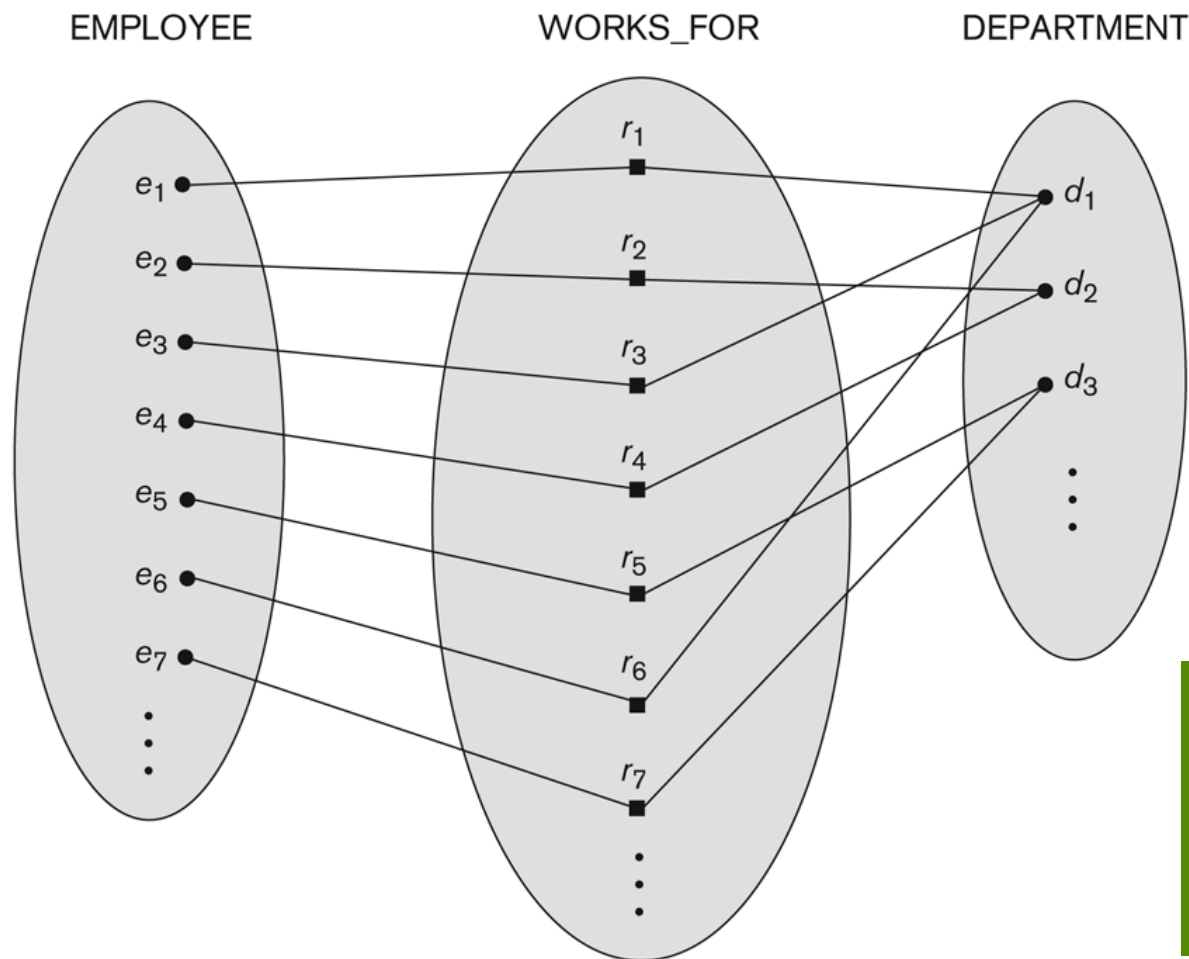 EMPLOYEE WORKS_FOR DEPARTMENT
r₁
e₁ d₁
r₂
e₂ d₂
e₃ r₃
d₃
e₄
r₄
e₅
r₅
e₆
r₆
e₇
r₇